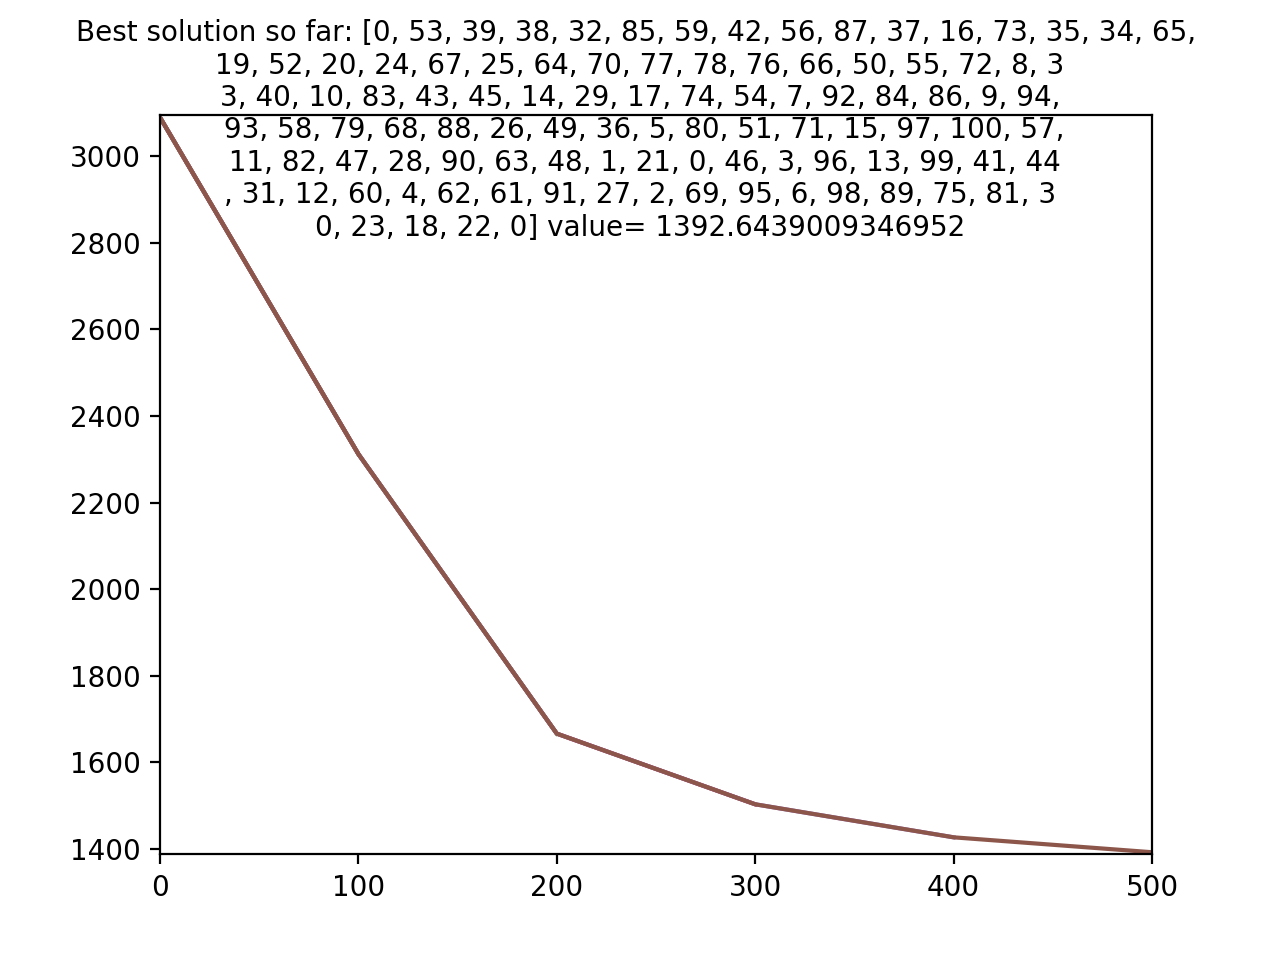 Best solution so far: [0, 53, 39, 38, 32, 85, 59, 42, 56, 87, 37, 16, 73, 35, 34, 65,
19, 52, 20, 24, 67, 25, 64, 70, 77, 78, 76, 66, 50, 55, 72, 8, 3
3, 40, 10, 83, 43, 45, 14, 29, 17, 74, 54, 7, 92, 84, 86, 9, 94,
93, 58, 79, 68, 88, 26, 49, 36, 5, 80, 51, 71, 15, 97, 100, 57,
11, 82, 47, 28, 90, 63, 48, 1, 21, 0, 46, 3, 96, 13, 99, 41, 44
, 31, 12, 60, 4, 62, 61, 91, 27, 2, 69, 95, 6, 98, 89, 75, 81, 3
0, 23, 18, 22, 0] value= 1392.6439009346952
3000
2800
2600
2400
2200
2000
1800
1600
1400
0 100 200 300 400 500